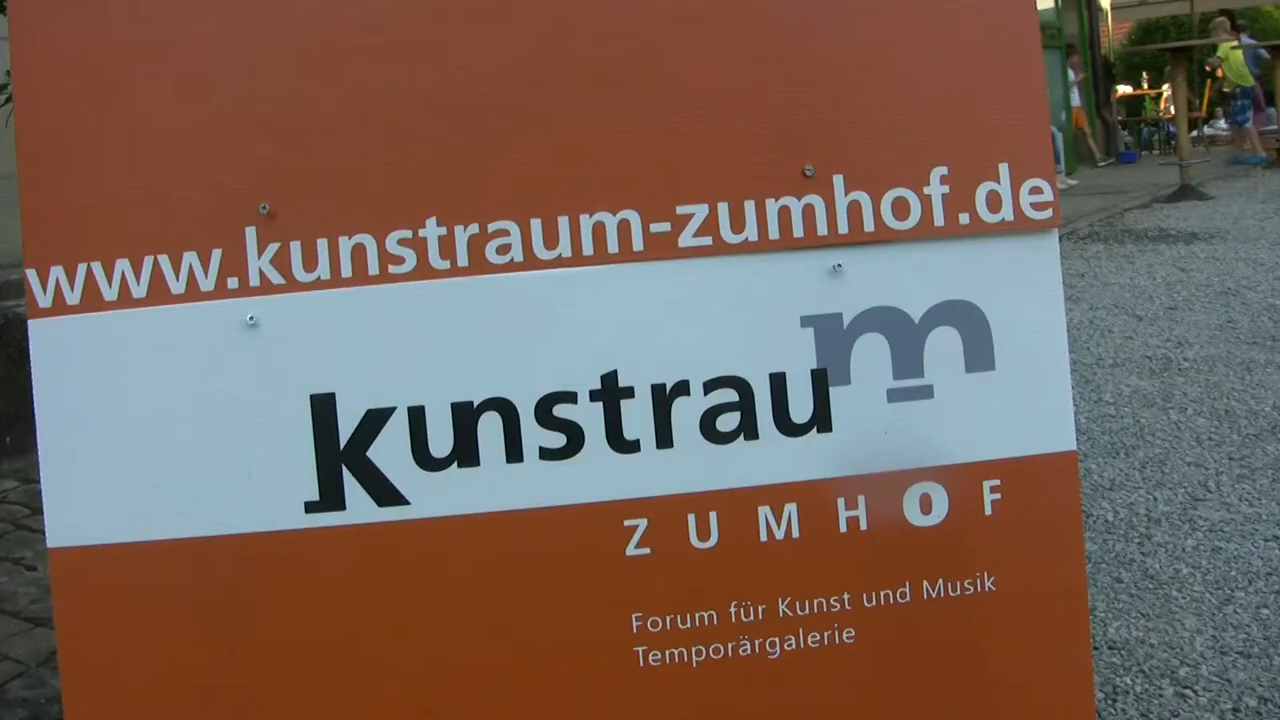 www.kunstraum-zumhof.de
kunstraum
ZUMHOF
Forum für Kunst und Musik
Temporärgalerie